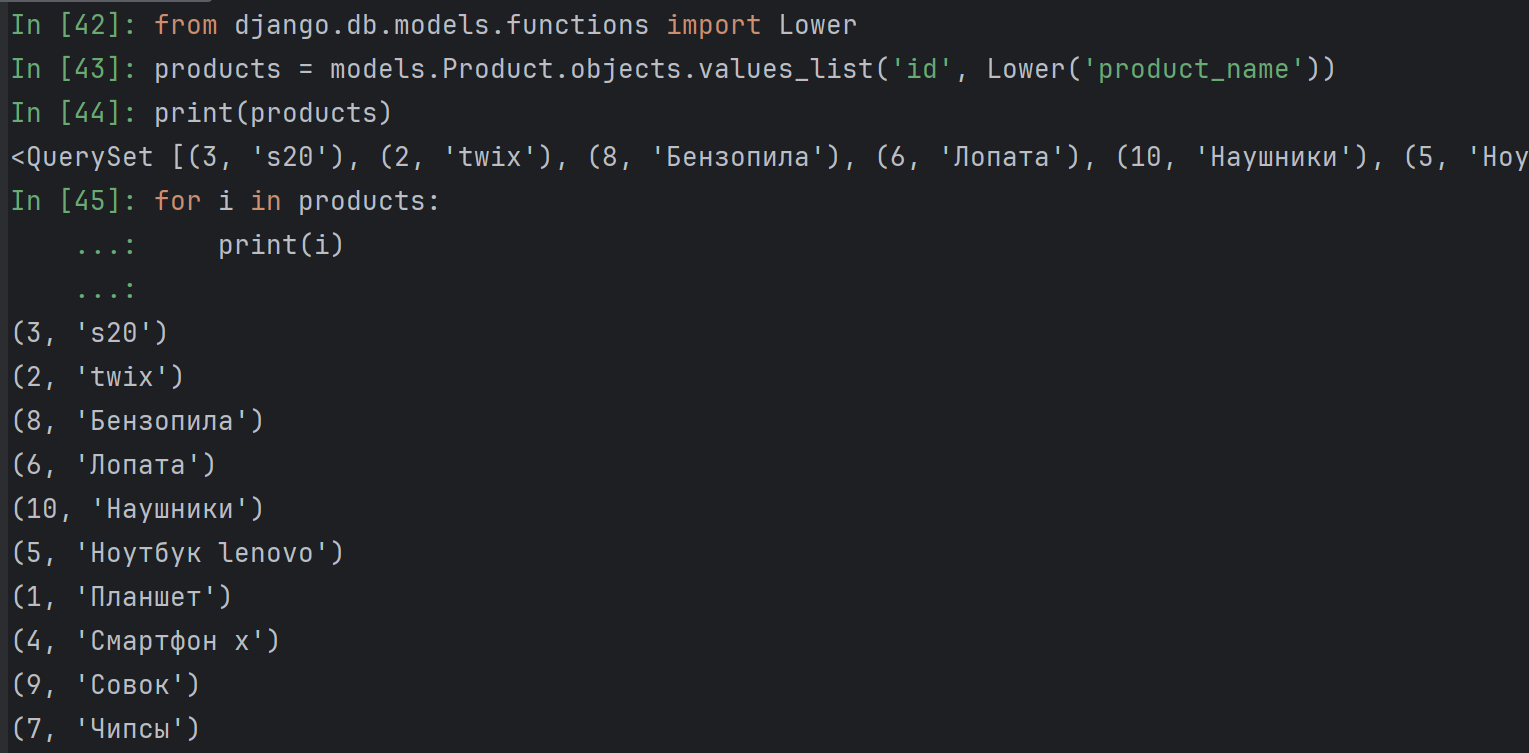 In [42]: from django.db.models.functions import Lower
In [43]: products = models.Product.objects.values_list('id', Lower('product_name'))
In [44]: print(products)
<QuerySet [(3, 's20'), (2, 'twix'), (8, 'Бензопила'), (6, 'Лопата'), (10, 'Наушники'), (5, 'Ноу
In [45]: for i in products:
...: print(i)
...:
(3, 's20')
(2, 'twix')
(8, 'Бензопила')
(6, 'Лопата')
(10, 'Наушники')
(5, 'Ноутбук lenovo')
(1, 'Планшет')
(4, 'Смартфон x')
(9, 'Совок')
(7, 'Чипсы')